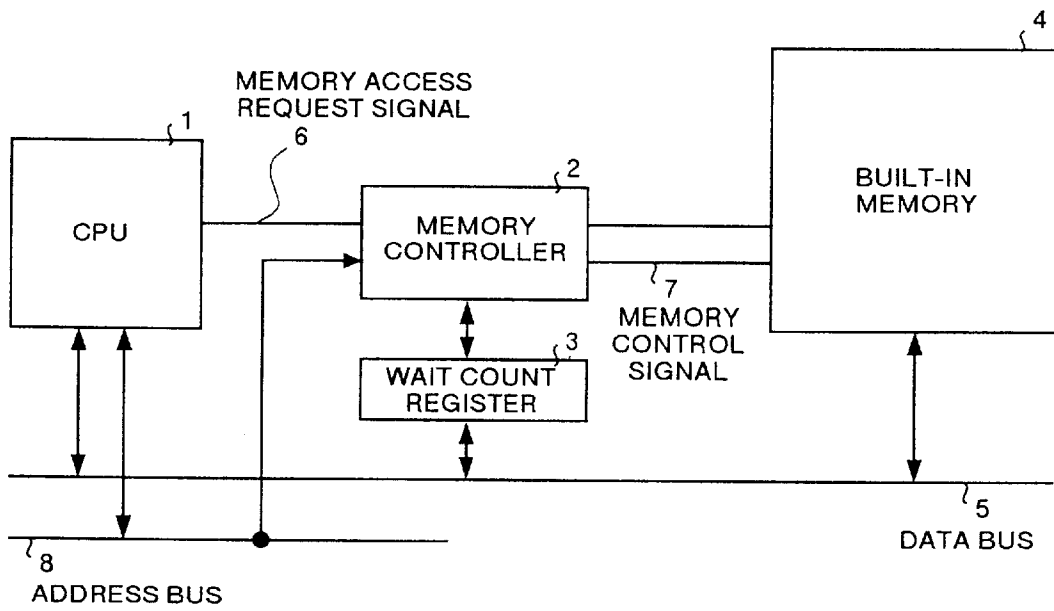 4
MEMORY ACCESS
REQUEST SIGNAL
1
6
2
CPU
MEMORY
CONTROLLER
BUILT-IN
MEMORY
7
MEMORY
CONTROL
SIGNAL
3
WAIT COUNT
REGISTER
5
DATA BUS
8
ADDRESS BUS